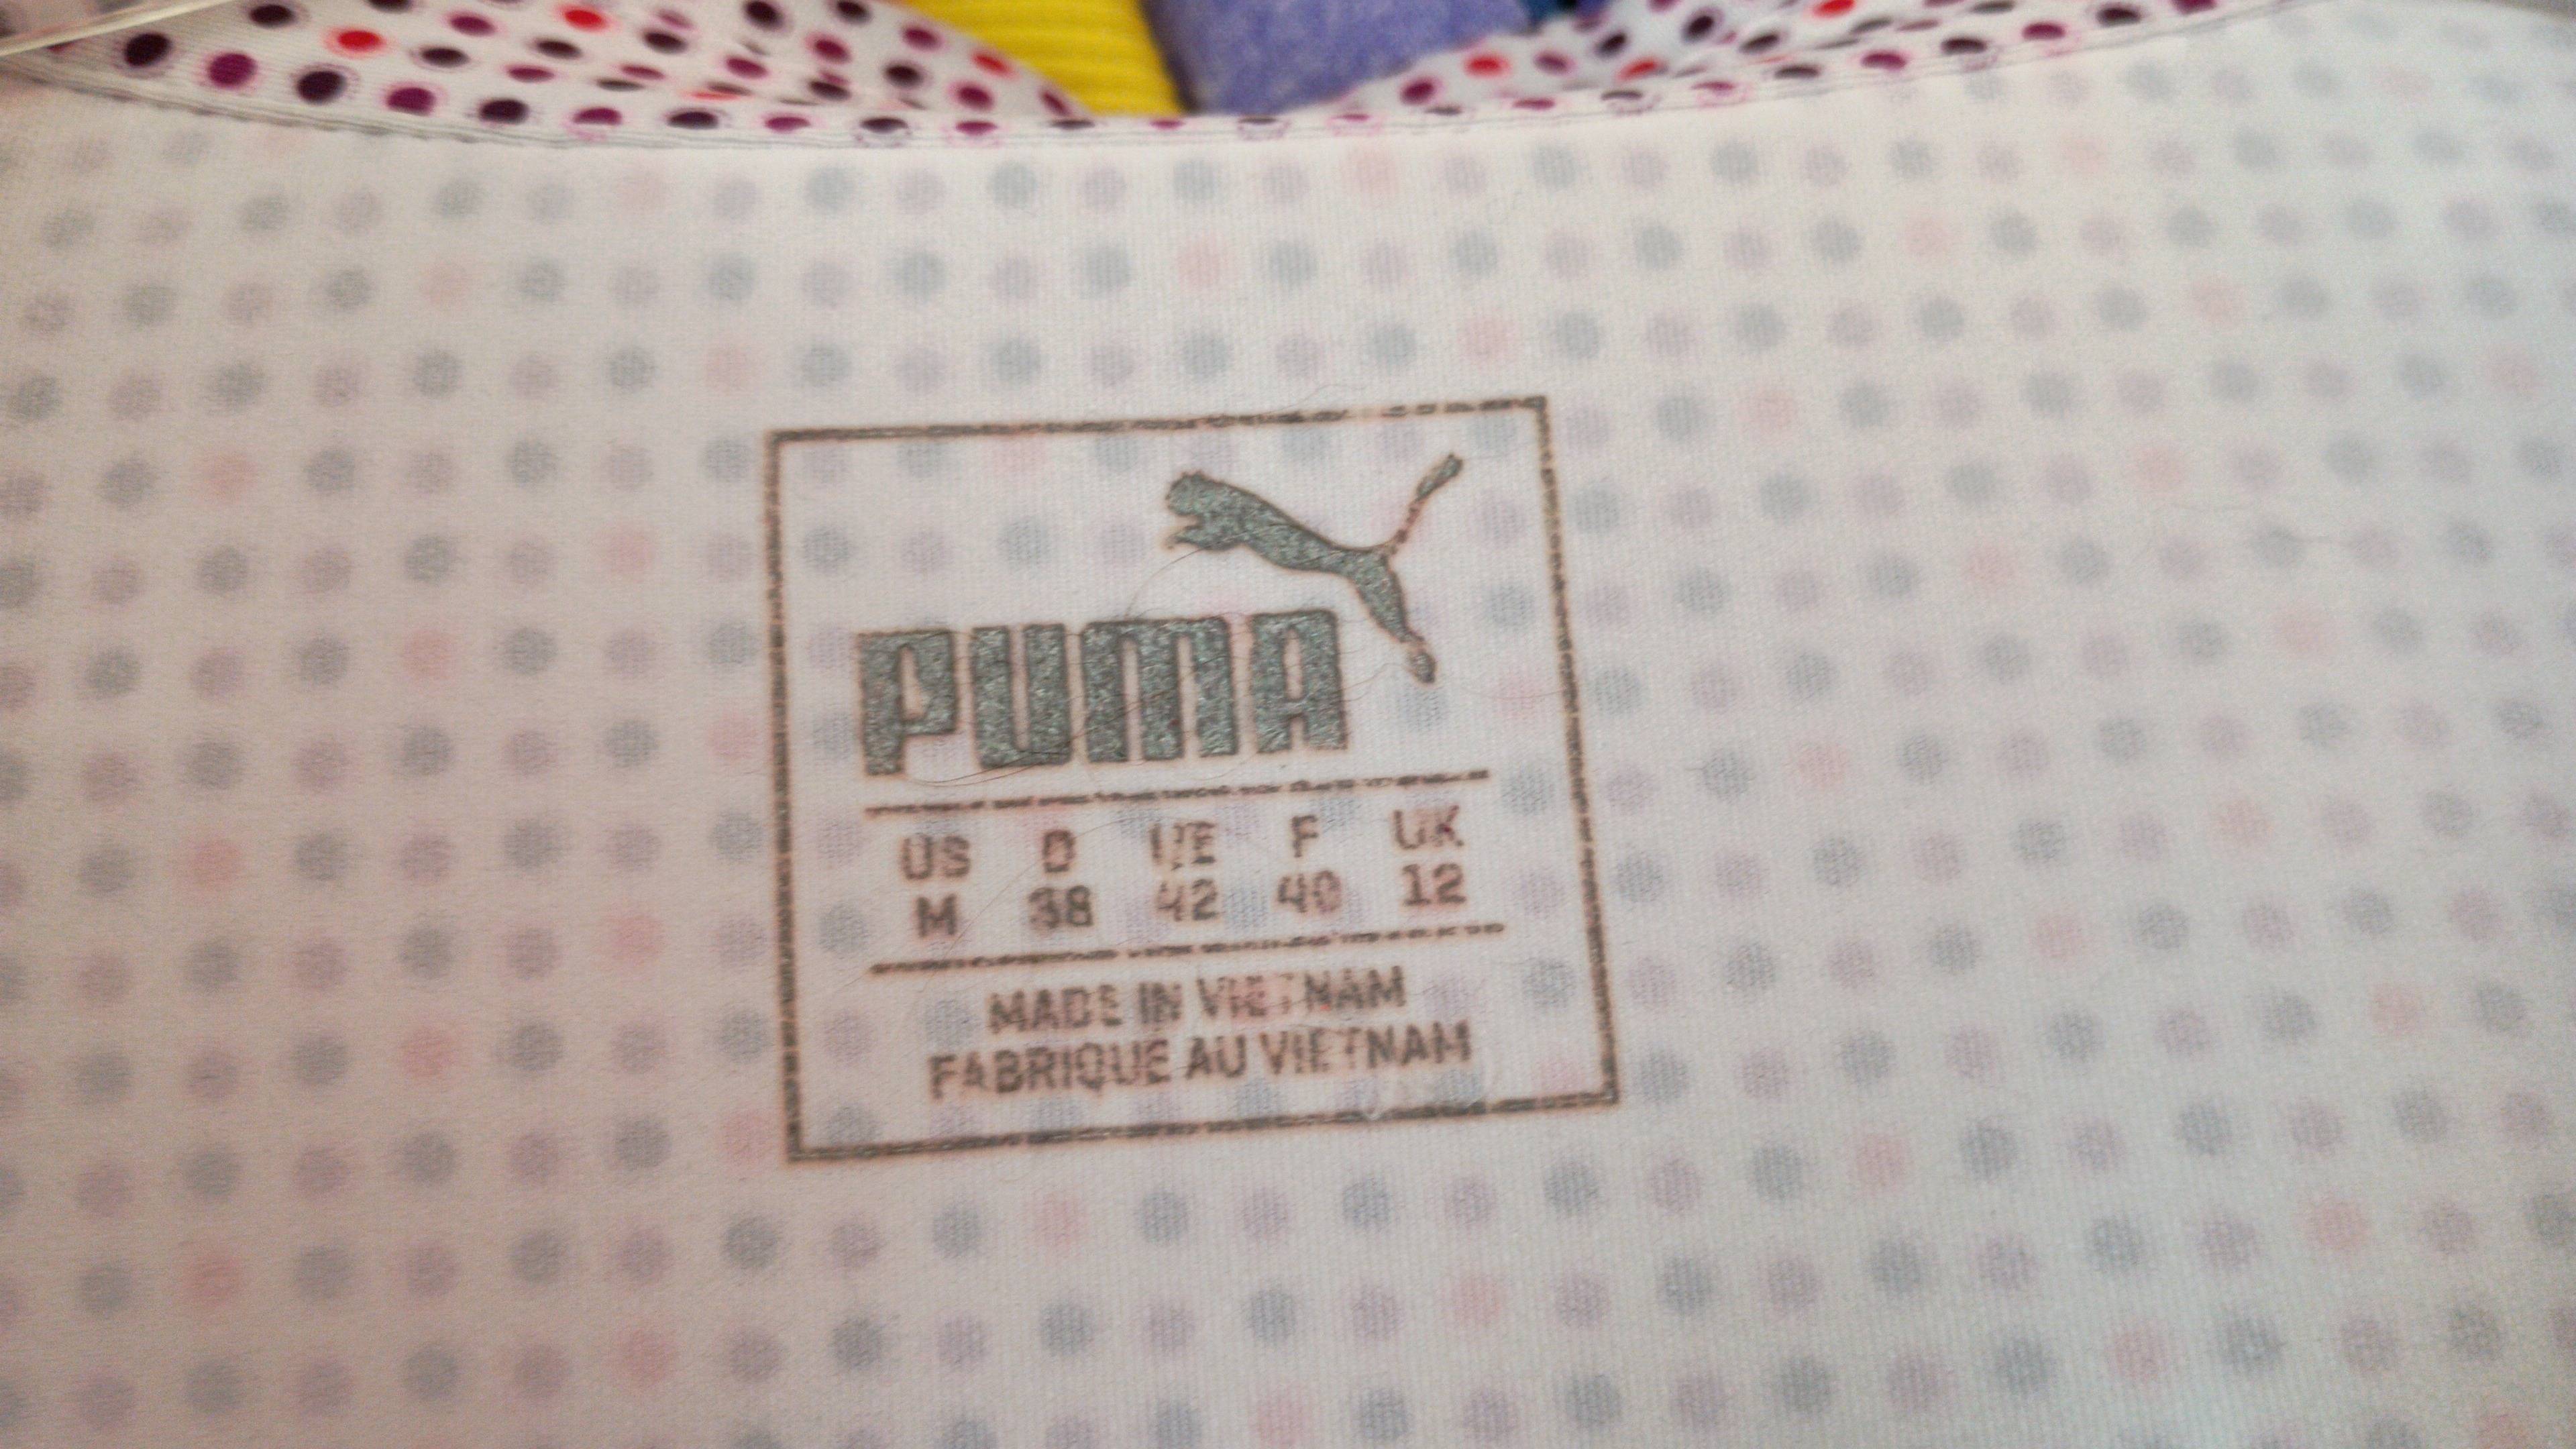 PUMA
US D I/E F UK
M 38 42 40 12
MADE IN VIETNAM
FABRIQUE AU VIETNAM